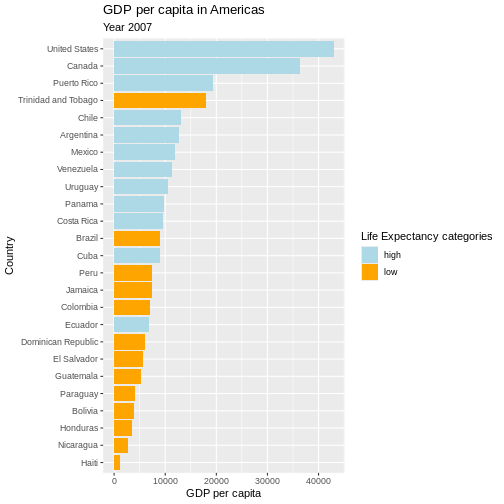 GDP per capita in Americas
Year 2007
Country
United States
Canada
Puerto Rico
Trinidad and Tobago
Chile
Argentina
Mexico
Venezuela
Uruguay
Panama
Costa Rica
Brazil
Cuba
Peru
Jamaica
Colombia
Ecuador
Dominican Republic
El Salvador
Guatemala
Paraguay
Bolivia
Honduras
Nicaragua
Haiti
0 10000 20000 30000 40000
GDP per capita
Life Expectancy categories
high
low